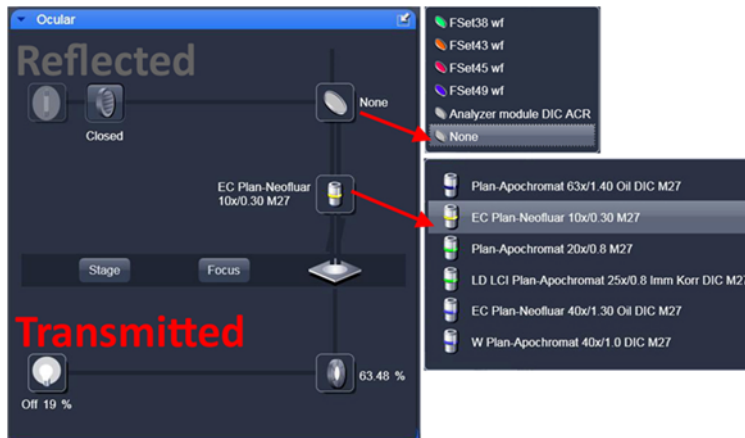 Ocular
Reflected
None
Closed
EC Plan-Neofluar
10x/0.30 M27
Stage
Focus
Transmitted
63.48 %
Off 19 %
FSet38 wf
FSet43 wf
FSet45 wf
FSet49 wf
Analyzer module DIC ACR
None
Plan-Apochromat 63x/1.40 Oil DIC M27
EC Plan-Neofluar 10x/0.30 M27
Plan-Apochromat 20x/0.8 M27
LD LCI Plan-Apochromat 25x/0.8 Imm Korr DIC M27
EC Plan-Neofluar 40x/1.30 Oil DIC M27
W Plan-Apochromat 40x/1.0 DIC M27